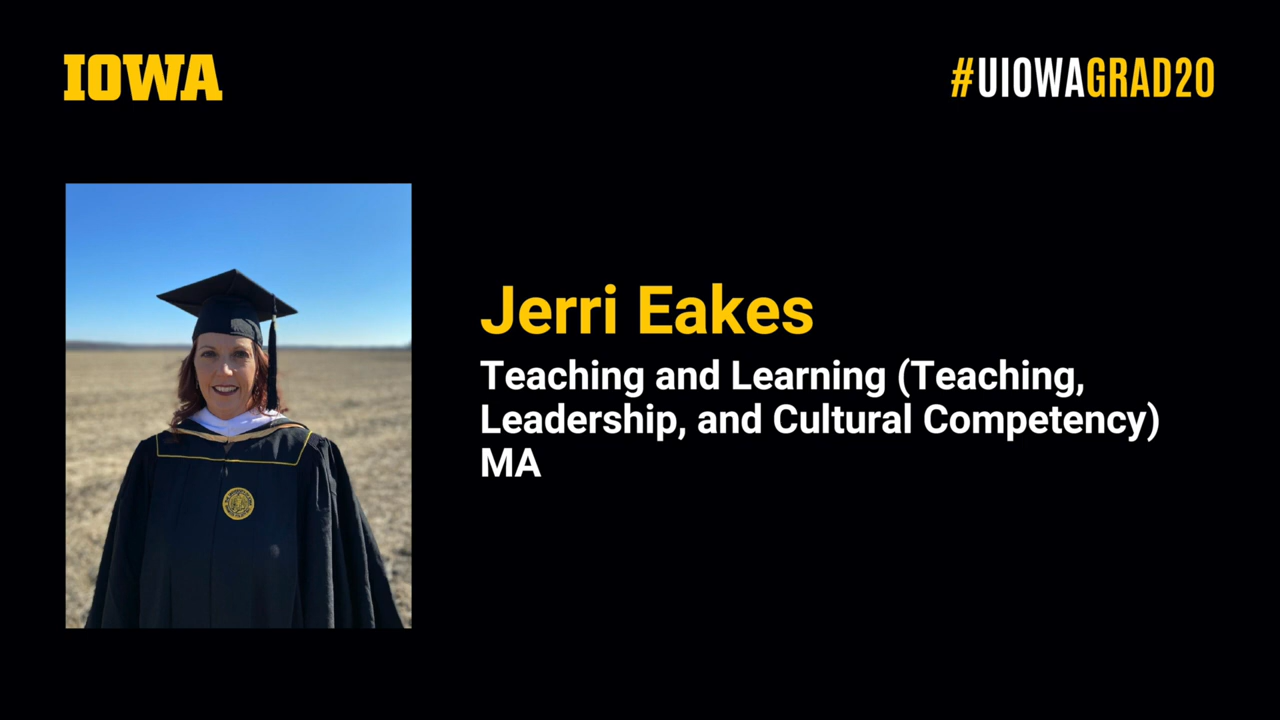 IOWA
#UIOWAGRAD20
Jerri Eakes
Teaching and Learning (Teaching,
Leadership, and Cultural Competency)
MA